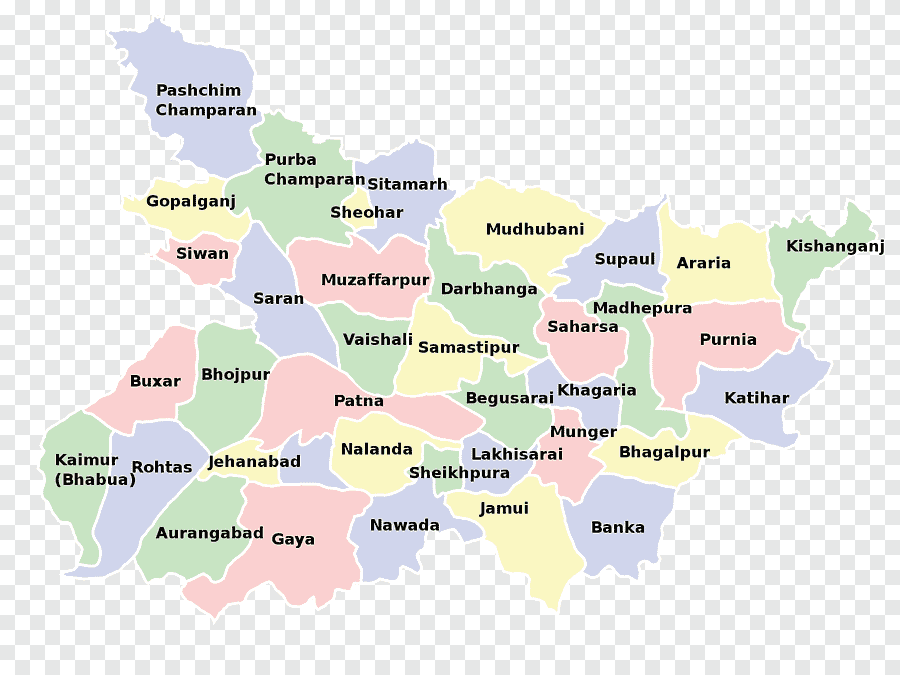 Pashchim
Champaran
Purba
Champaran
Sitamarh
Gopalganj
Sheohar
Mudhubani
Siwan
Supaul
Araria
Kishanganj
Muzaffarpur
Darbhanga
Saran
Madhepura
Saharsa
Vaishali
Samastipur
Purnia
Buxar
Bhojpur
Patna
Begusarai
Khagaria
Katihar
Munger
Nalanda
Lakhisarai
Bhagalpur
Kaimur
(Bhabua)
Rohtas
Jehanabad
Sheikhpura
Jamui
Aurangabad
Gaya
Nawada
Banka